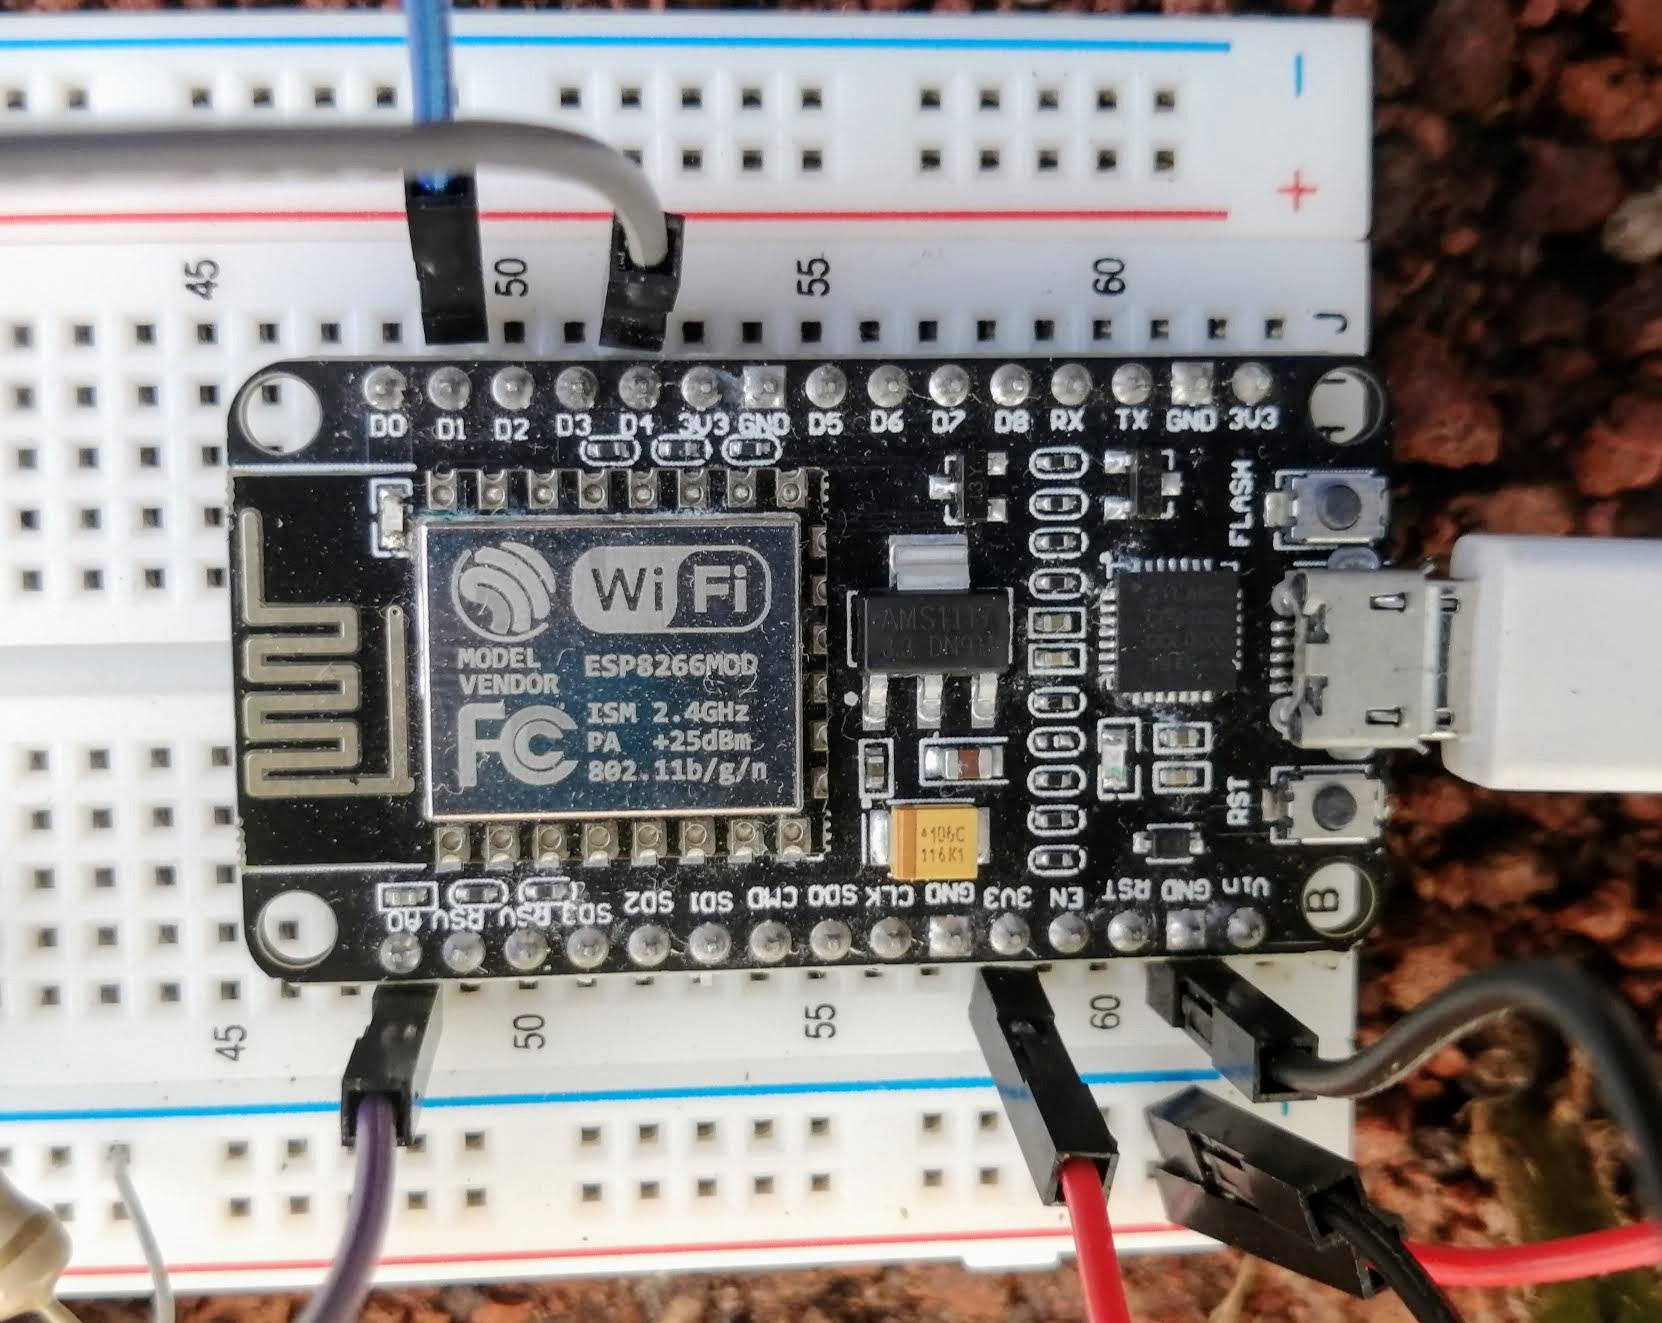 −
+
45 50 55 60
J
D0 D1 D2 D3 D4 3V3 GND D5 D6 D7 D8 RX TX GND 3V3
FLASH
WiFi
MODEL
VENDOR
ESP8266MOD
FC
ISM 2.4GHz
PA +25dBm
802.11b/g/n
AMS1117
106C
116K1
RST
A0 RSV RSV SD3 SD2 SD1 CMD SD0 CLK GND 3V3 EN RST GND Vin
B
45 50 55 60
−